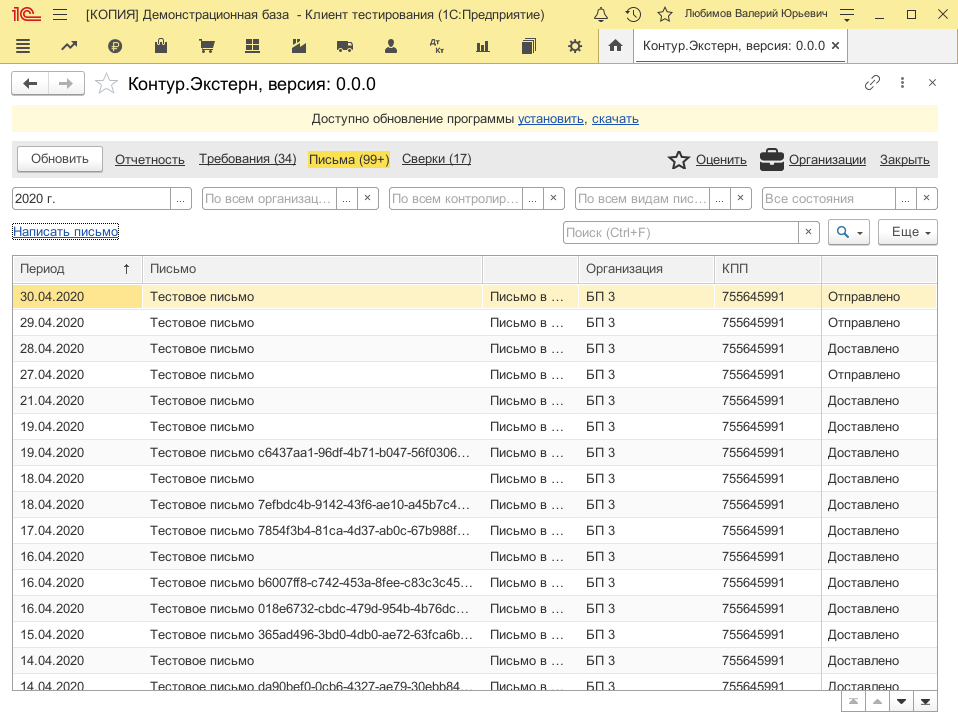 1С [КОПИЯ] Демонстрационная база - Клиент тестирования (1С:Предприятие) Любимов Валерий Юрьевич
Дт Кт Контур.Экстерн, версия: 0.0.0 ×
Контур.Экстерн, версия: 0.0.0
Доступно обновление программы установить, скачать
Обновить Отчетность Требования (34) Письма (99+) Сверки (17) Оценить Организации Закрыть
2020 г. ... По всем организац... ... × По всем контролир... ... × По всем видам пис... ... × Все состояния ... ×
Написать письмо Поиск (Ctrl+F) × Еще
Период ↑ Письмо Организация КПП
30.04.2020 Тестовое письмо Письмо в ... БП 3 755645991 Отправлено
29.04.2020 Тестовое письмо Письмо в ... БП 3 755645991 Отправлено
28.04.2020 Тестовое письмо Письмо в ... БП 3 755645991 Доставлено
27.04.2020 Тестовое письмо Письмо в ... БП 3 755645991 Отправлено
21.04.2020 Тестовое письмо Письмо в ... БП 3 755645991 Доставлено
19.04.2020 Тестовое письмо Письмо в ... БП 3 755645991 Доставлено
19.04.2020 Тестовое письмо c6437aa1-96df-4b71-b047-56f0306... Письмо в ... БП 3 755645991 Доставлено
18.04.2020 Тестовое письмо Письмо в ... БП 3 755645991 Доставлено
18.04.2020 Тестовое письмо 7efbdc4b-9142-43f6-ae10-a45b7c4... Письмо в ... БП 3 755645991 Доставлено
17.04.2020 Тестовое письмо 7854f3b4-81ca-4d37-ab0c-67b988f... Письмо в ... БП 3 755645991 Доставлено
16.04.2020 Тестовое письмо Письмо в ... БП 3 755645991 Доставлено
16.04.2020 Тестовое письмо b6007ff8-c742-453a-8fee-c83c3c45... Письмо в ... БП 3 755645991 Доставлено
16.04.2020 Тестовое письмо 018e6732-cbdc-479d-954b-4b76dc... Письмо в ... БП 3 755645991 Доставлено
15.04.2020 Тестовое письмо 365ad496-3bd0-4db0-ae72-63fca6b... Письмо в ... БП 3 755645991 Доставлено
14.04.2020 Тестовое письмо Письмо в ... БП 3 755645991 Доставлено
14.04.2020 Тестовое письмо da90bef0-0cb6-4327-ae79-30ebb84... Письмо в ... БП 3 755645991 Доставлено